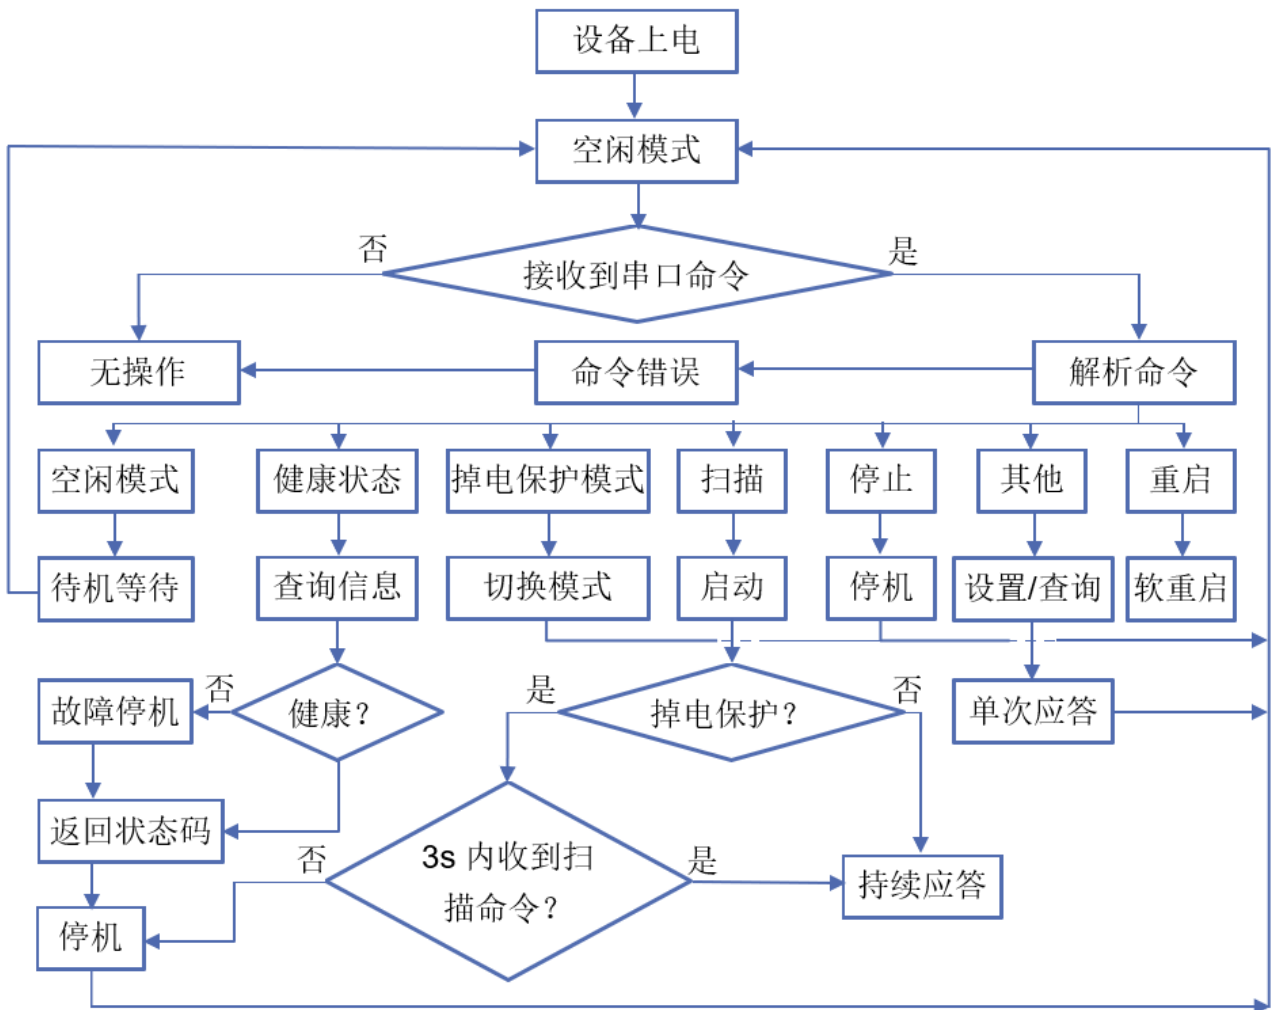 设备上电
空闲模式
否
是
接收到串口命令
无操作
命令错误
解析命令
空闲模式
健康状态
掉电保护模式
扫描
停止
其他
重启
待机等待
查询信息
切换模式
启动
停机
设置/查询
软重启
故障停机
否
健康？
是
掉电保护？
否
单次应答
返回状态码
否
3s 内收到扫
描命令？
是
持续应答
停机